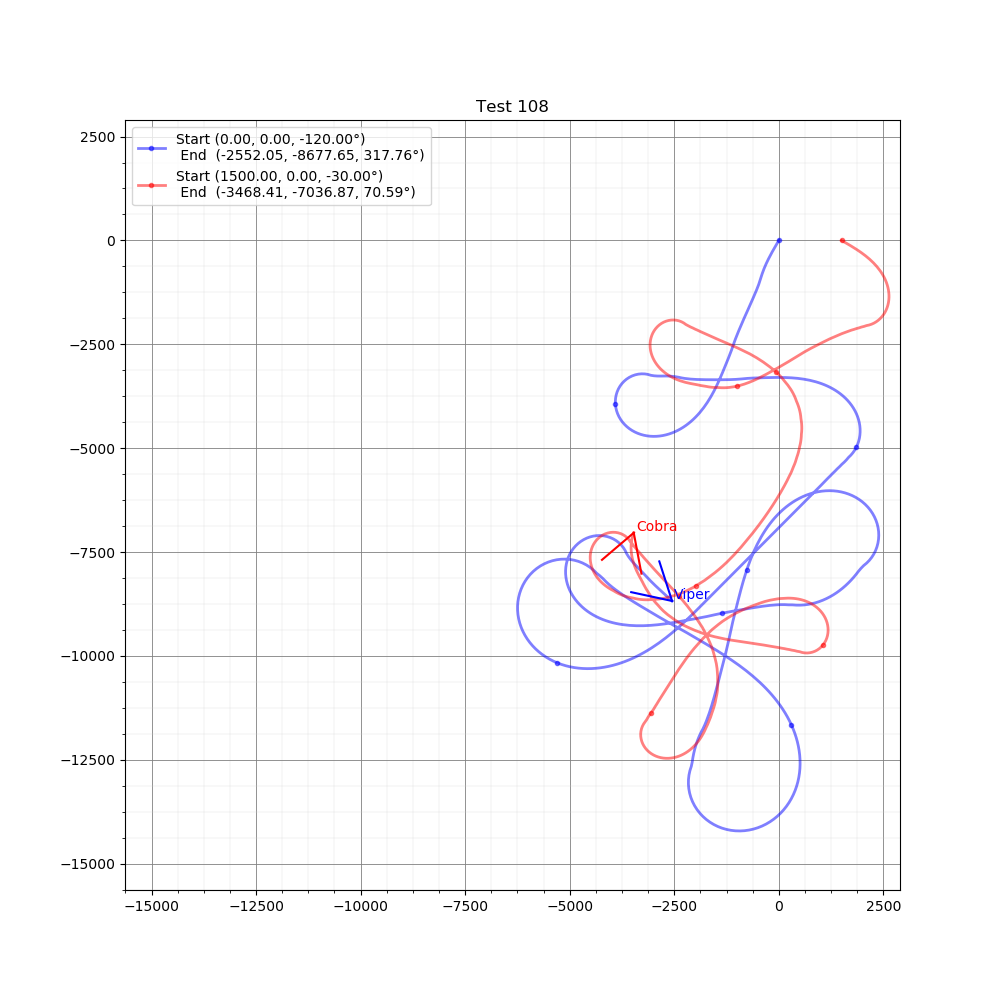 Test 108
Start (0.00, 0.00, -120.00°)
End  (-2552.05, -8677.65, 317.76°)
Start (1500.00, 0.00, -30.00°)
End  (-3468.41, -7036.87, 70.59°)
2500
0
−2500
−5000
−7500
−10000
−12500
−15000
Cobra
Viper
−15000 −12500 −10000 −7500 −5000 −2500 0 2500